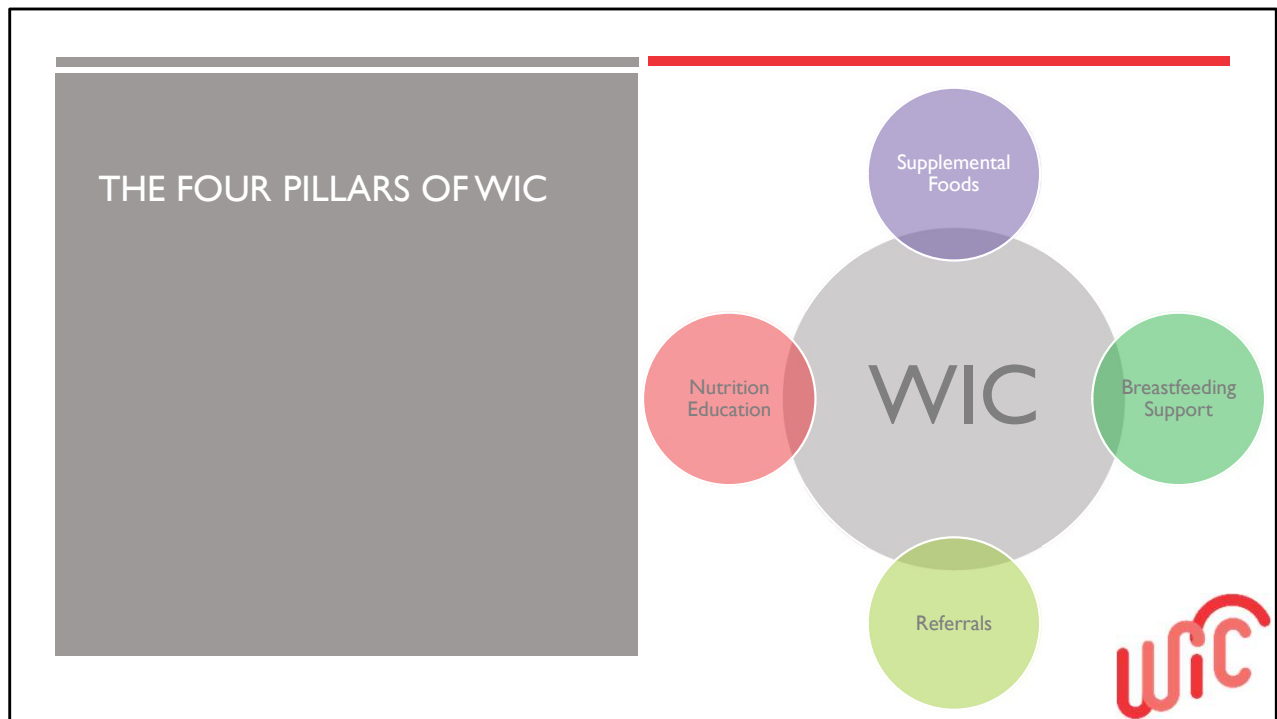 THE FOUR PILLARS OF WIC
Supplemental
Foods
Nutrition
Education
WIC
Breastfeeding
Support
Referrals
WiC